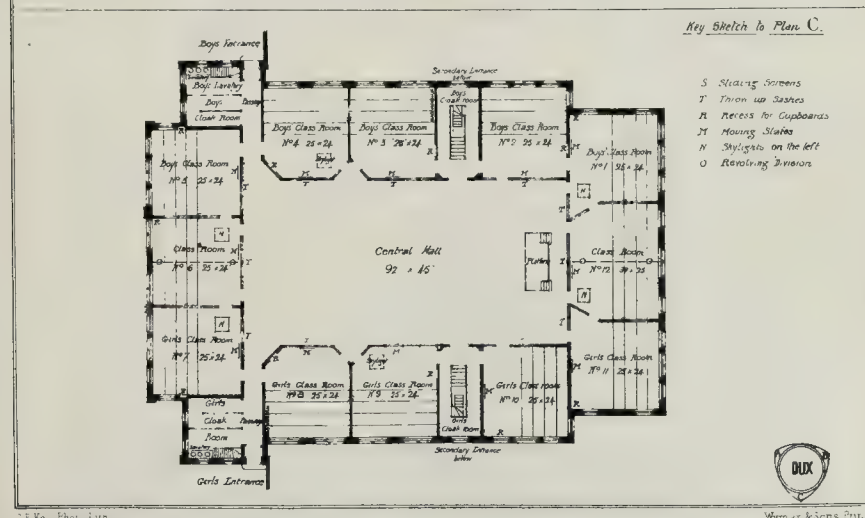 Key Sketch to Plan C.
S Sliding Screens
T Throw up Sashes
R Recess for Cupboards
M Moving Slates
N Skylights on the left
O Revolving Division
Boys Entrance
Boys Lavatory
Boys
Cloak Room
Passage
Secondary Entrance
below
Boys
Cloak room
Boys Class Room
Nº 4 25 x 24
Boys Class Room
Nº 3 25 x 24
Boys Class Room
Nº 2 25 x 24
Boys Class Room
Nº 1 25 x 24
Boys Class Room
Nº 5 25 x 24
Class Room
Nº 6 25 x 24
Girls Class Room
Nº 7 25 x 24
Central Hall
92 x 45
Class Room
Nº 12
Girls Class Room
Nº 11 25 x 24
Girls Class Room
Nº 8 25 x 24
Girls Class Room
Nº 9 25 x 24
Girls Class room
Nº 10 25 x 24
Girls
Cloak Room
Secondary Entrance
below
Girls
Cloak
Room
Passage
Girls Entrance
DUX